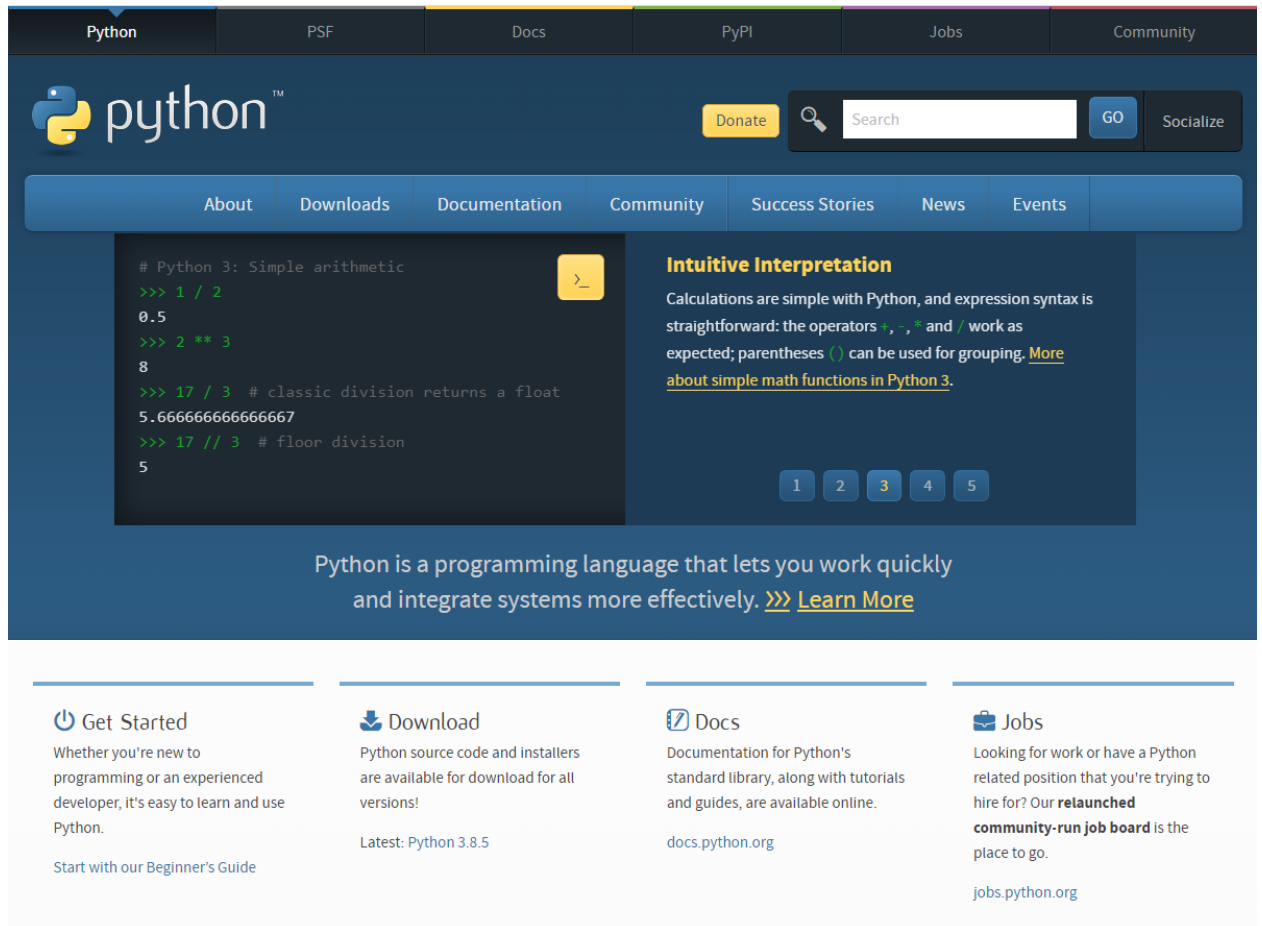 Python PSF Docs PyPI Jobs Community
python™
Donate Search GO Socialize
About Downloads Documentation Community Success Stories News Events
# Python 3: Simple arithmetic
>>> 1 / 2
0.5
>>> 2 ** 3
8
>>> 17 / 3  # classic division returns a float
5.666666666666667
>>> 17 // 3  # floor division
5
>_
Intuitive Interpretation
Calculations are simple with Python, and expression syntax is
straightforward: the operators +, -, * and / work as
expected; parentheses () can be used for grouping. More
about simple math functions in Python 3.
1 2 3 4 5
Python is a programming language that lets you work quickly
and integrate systems more effectively. >>> Learn More
Get Started
Whether you're new to
programming or an experienced
developer, it's easy to learn and use
Python.
Start with our Beginner’s Guide
Download
Python source code and installers
are available for download for all
versions!
Latest: Python 3.8.5
Docs
Documentation for Python's
standard library, along with tutorials
and guides, are available online.
docs.python.org
Jobs
Looking for work or have a Python
related position that you're trying to
hire for? Our relaunched
community-run job board is the
place to go.
jobs.python.org